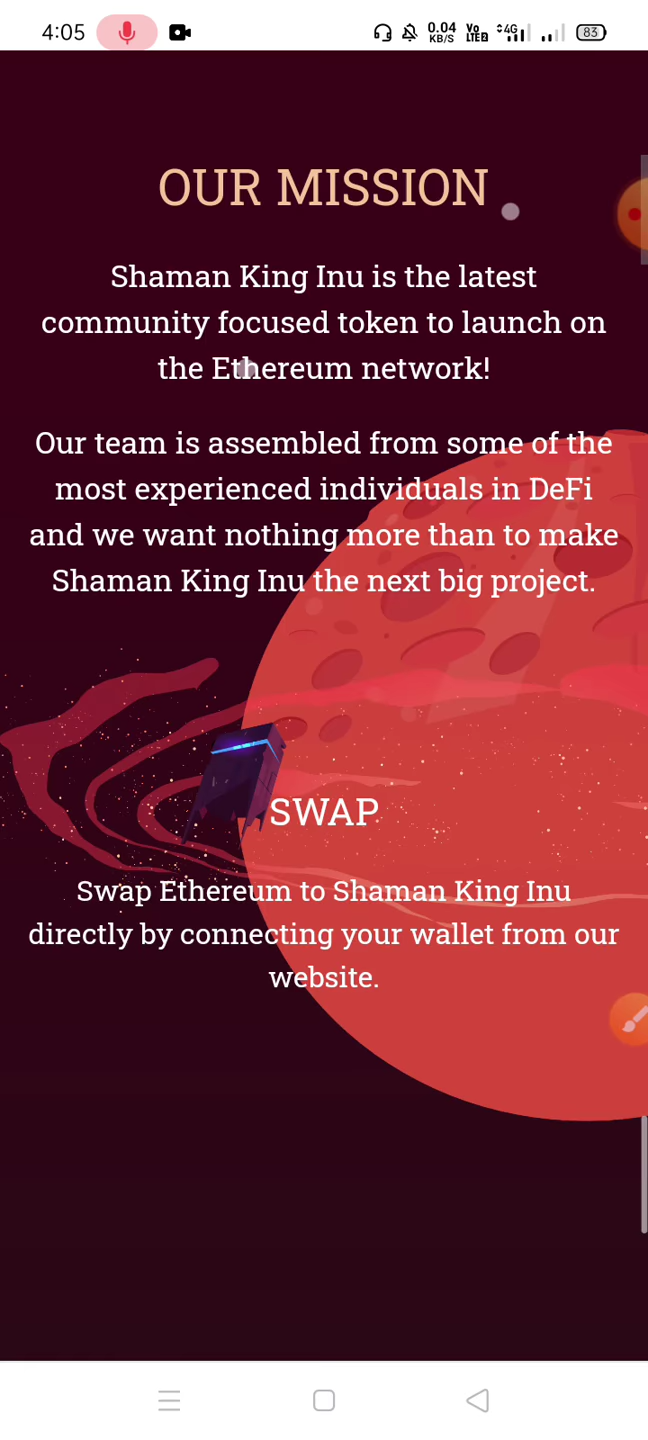 4:05 0.04 KB/S Vo LTE2 4G 83
OUR MISSION
Shaman King Inu is the latest
community focused token to launch on
the Ethereum network!
Our team is assembled from some of the
most experienced individuals in DeFi
and we want nothing more than to make
Shaman King Inu the next big project.
SWAP
Swap Ethereum to Shaman King Inu
directly by connecting your wallet from our
website.